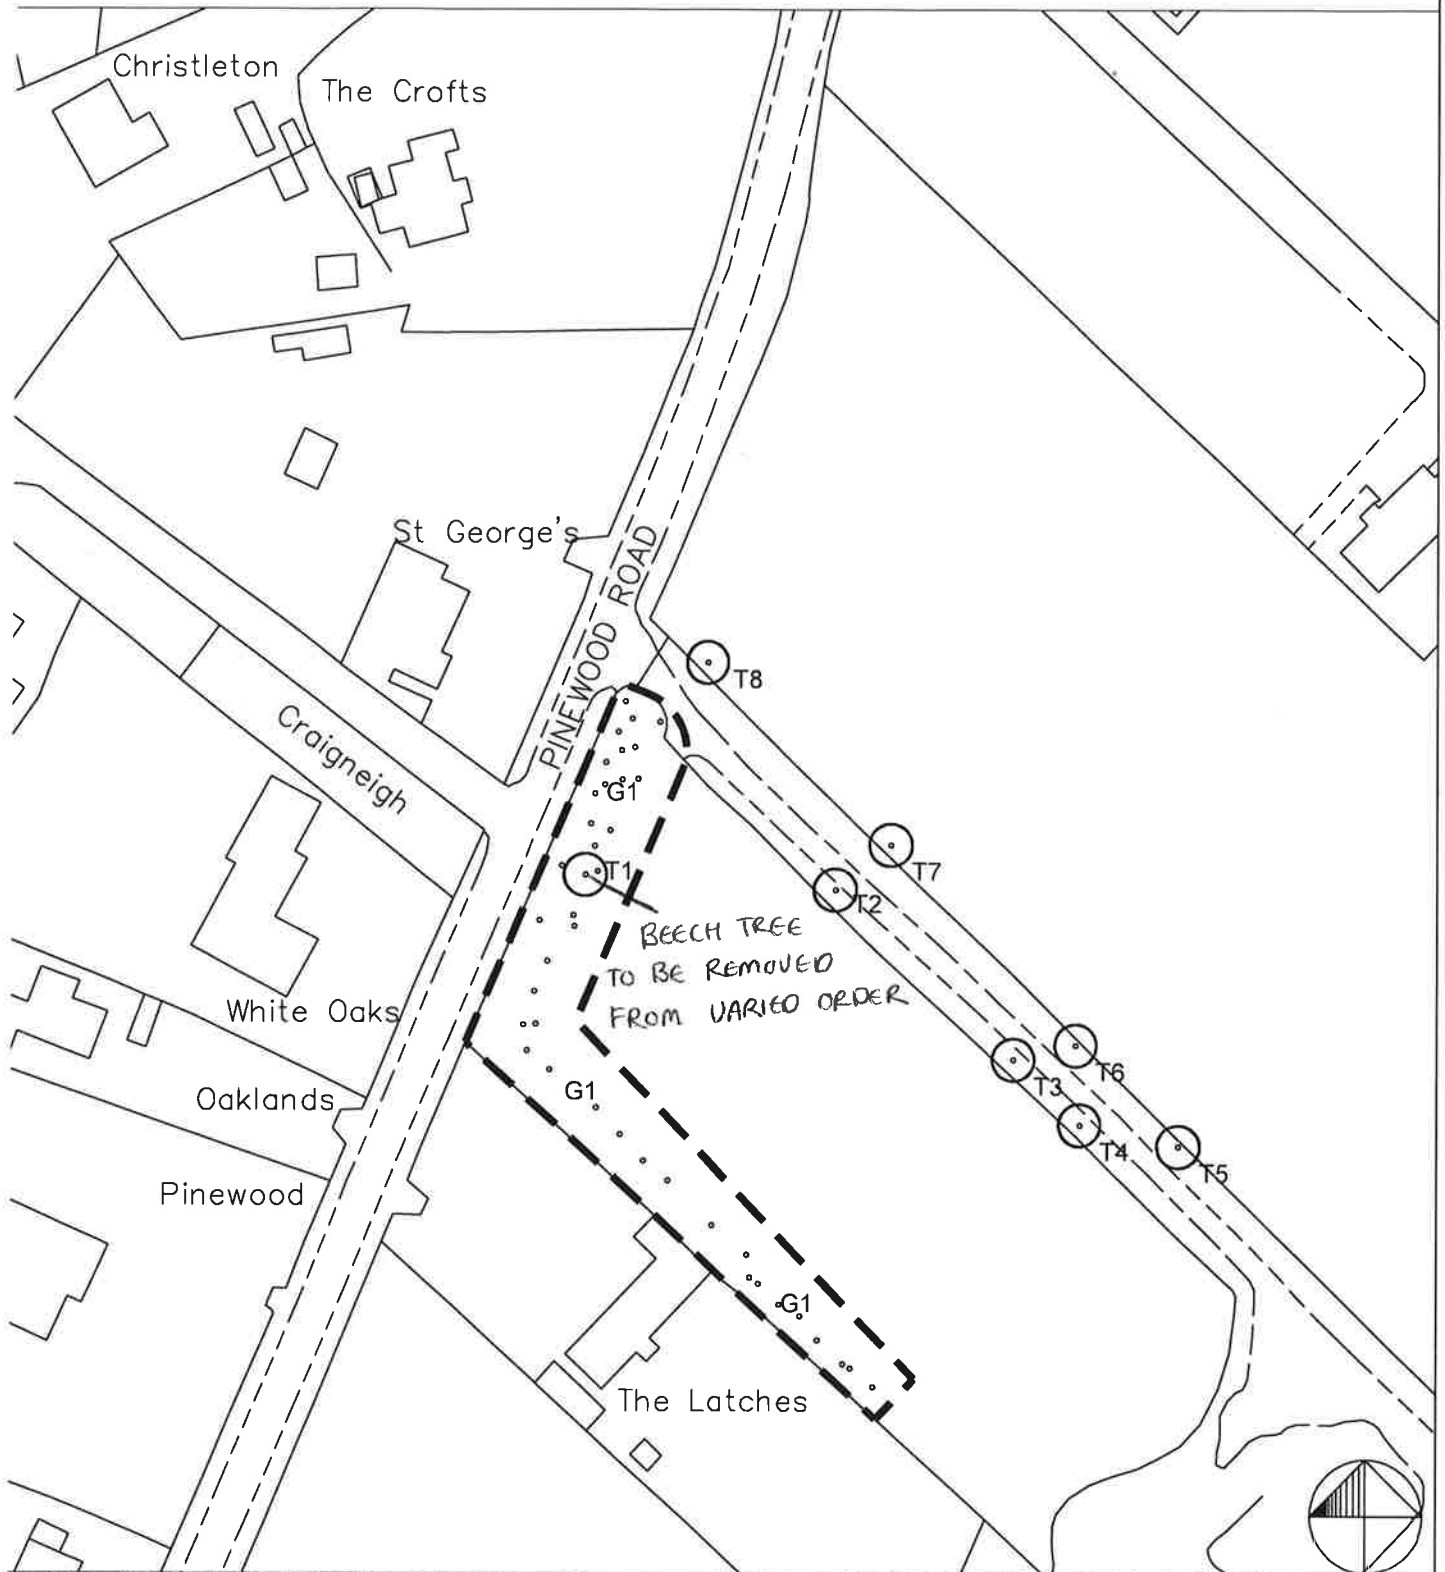 Christleton
The Crofts
St George's
PINEWOOD ROAD
T8
Craigneigh
G1
T1
T7
T2
BEECH TREE
TO BE REMOVED
FROM VARIED ORDER
White Oaks
T6
T3
G1
Oaklands
T4
T5
Pinewood
G1
The Latches